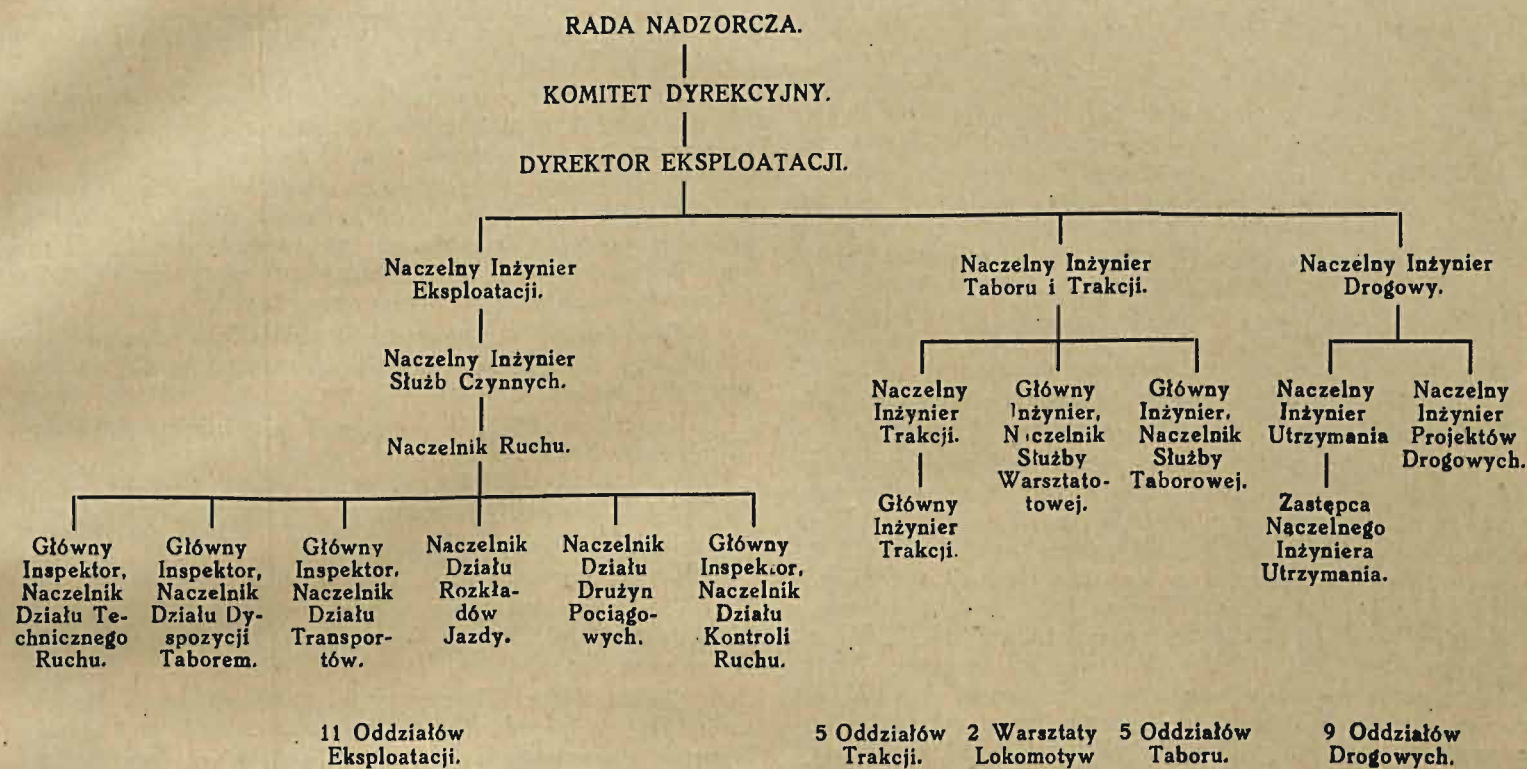 RADA NADZORCZA.
KOMITET DYREKCYJNY.
DYREKTOR EKSPLOATACJI.
Naczelny Inżynier
Eksploatacji.
Naczelny Inżynier
Taboru i Trakcji.
Naczelny Inżynier
Drogowy.
Naczelny Inżynier
Służb Czynnych.
Naczelnik Ruchu.
Naczelny
Inżynier
Trakcji.
Główny
Inżynier,
Naczelnik
Służby
Warsztato-
towej.
Główny
Inżynier,
Naczelnik
Służby
Taborowej.
Naczelny
Inżynier
Utrzymania
Naczelny
Inżynier
Projektów
Drogowych.
Główny
Inżynier
Trakcji.
Zastępca
Naczelnego
Inżyniera
Utrzymania.
Główny
Inspektor,
Naczelnik
Działu Te-
chnicznego
Ruchu.
Główny
Inspektor,
Naczelnik
Działu Dy-
spozycji
Taborem.
Główny
Inspektor,
Naczelnik
Działu
Transpor-
tów.
Naczelnik
Działu
Rozkła-
dów
Jazdy.
Naczelnik
Działu
Drużyn
Pociągo-
wych.
Główny
Inspektor,
Naczelnik
Działu
Kontroli
Ruchu.
11 Oddziałów
Eksploatacji.
5 Oddziałów
Trakcji.
2 Warsztaty
Lokomotyw
5 Oddziałów
Taboru.
9 Oddziałów
Drogowych.